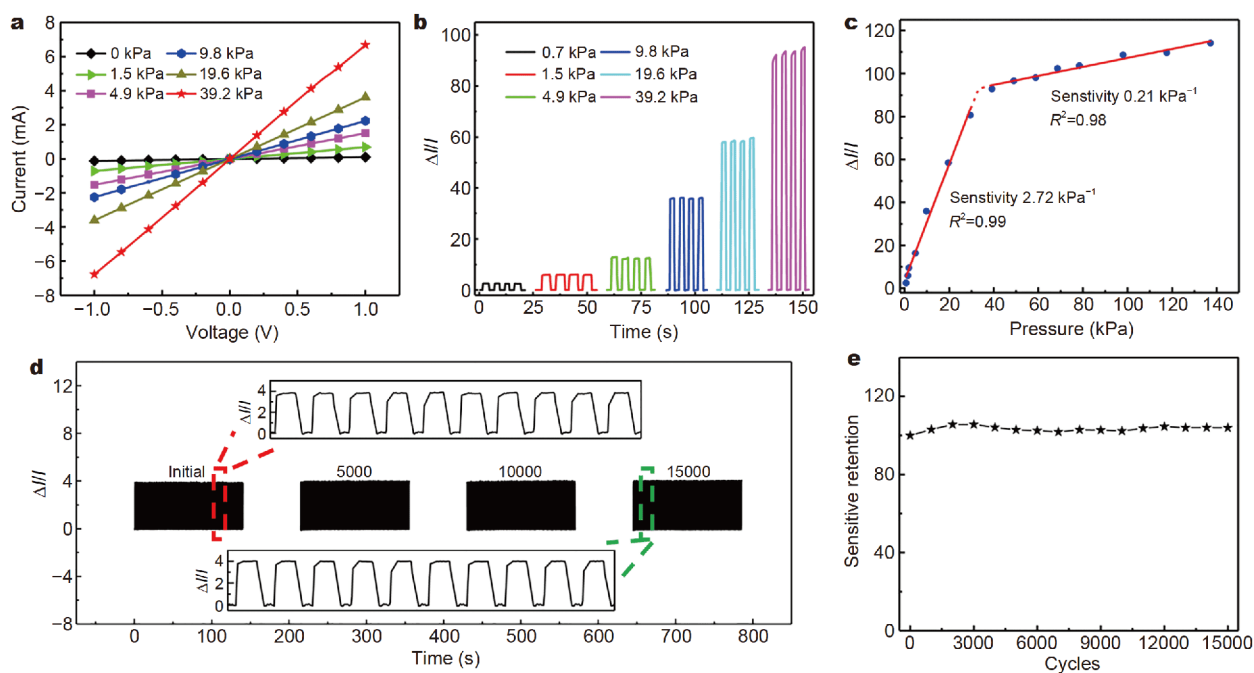 a
0 kPa
9.8 kPa
1.5 kPa
19.6 kPa
4.9 kPa
39.2 kPa
Current (mA)
8
6
4
2
0
−2
−4
−6
−8
−1.0
−0.5
0.0
0.5
1.0
Voltage (V)
b
0.7 kPa
9.8 kPa
1.5 kPa
19.6 kPa
4.9 kPa
39.2 kPa
ΔI/I
100
80
60
40
20
0
0
25
50
75
100
125
150
Time (s)
c
ΔI/I
120
100
80
60
40
20
0
Senstivity 0.21 kPa⁻¹
R²=0.98
Senstivity 2.72 kPa⁻¹
R²=0.99
0
20
40
60
80
100
120
140
Pressure (kPa)
d
ΔI/I
12
8
4
0
−4
−8
ΔI/I
4
2
0
Initial
5000
10000
15000
ΔI/I
4
2
0
0
100
200
300
400
500
600
700
800
Time (s)
e
Sensitive retention
120
80
40
0
0
3000
6000
9000
12000
15000
Cycles